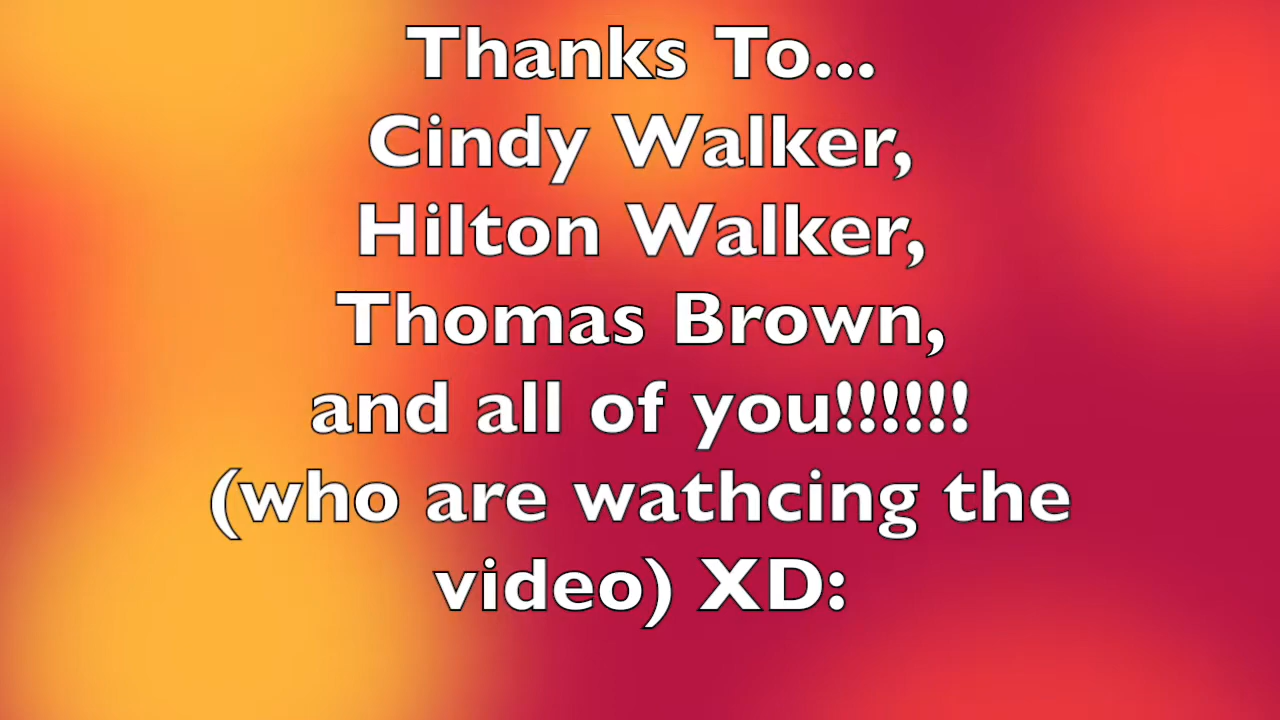 Thanks To...
Cindy Walker,
Hilton Walker,
Thomas Brown,
and all of you!!!!!!
(who are wathcing the
video) XD: